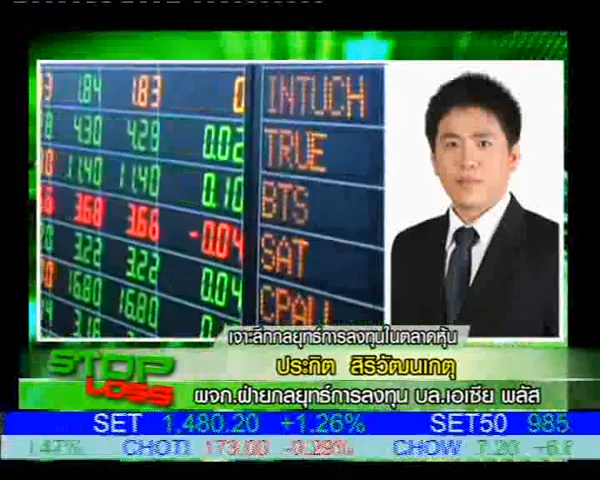 1.84 1.83 0 INTUCH
4.30 4.28 0.02 TRUE
11.40 11.40 0.10 BTS
3.68 3.68 -0.04 SAT
3.22 3.22 0.04 CPALL
16.80 16.80 0.
3.16
เจาะลึกกลยุทธ์การลงทุนในตลาดหุ้น
STOP LOSS
ประกิต สิริวัฒนเกตุ
ผจก.ฝ่ายกลยุทธ์การลงทุน บล.เอเซีย พลัส
SET 1,480.20 +1.26% SET50 985
CHOTI 173.00 -0.29% CHOW 7.20